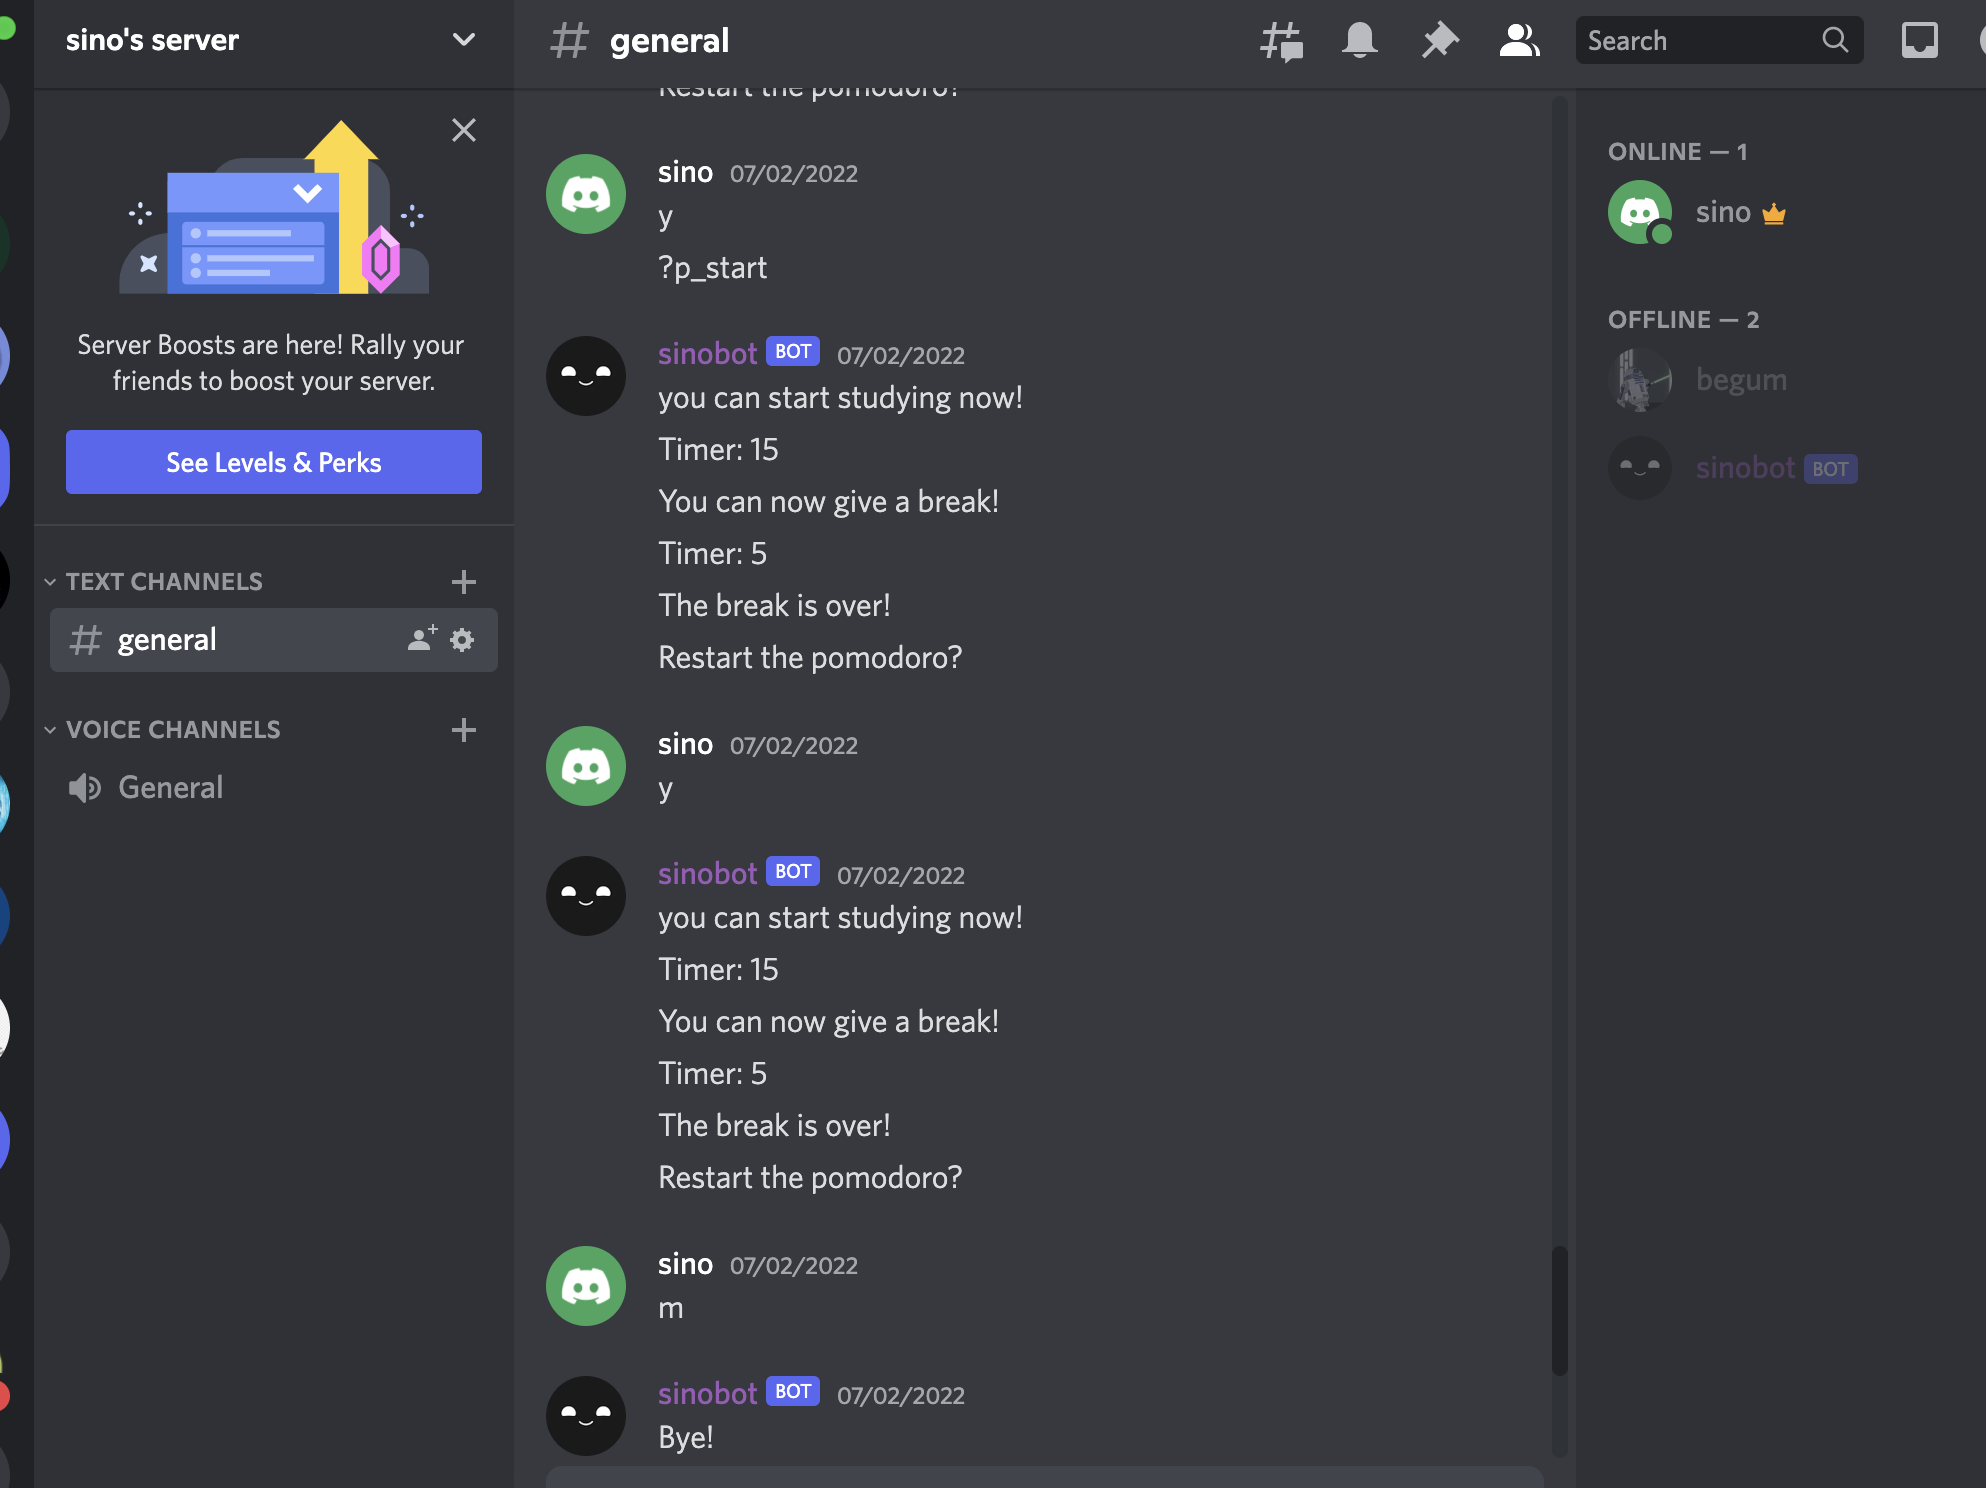 sino's server
Server Boosts are here! Rally your
friends to boost your server.
See Levels & Perks
TEXT CHANNELS
general
VOICE CHANNELS
General
general
Search
Restart the pomodoro?
sino 07/02/2022
y
?p_start
sinobot BOT 07/02/2022
you can start studying now!
Timer: 15
You can now give a break!
Timer: 5
The break is over!
Restart the pomodoro?
sino 07/02/2022
y
sinobot BOT 07/02/2022
you can start studying now!
Timer: 15
You can now give a break!
Timer: 5
The break is over!
Restart the pomodoro?
sino 07/02/2022
m
sinobot BOT 07/02/2022
Bye!
ONLINE — 1
sino
OFFLINE — 2
begum
sinobot BOT